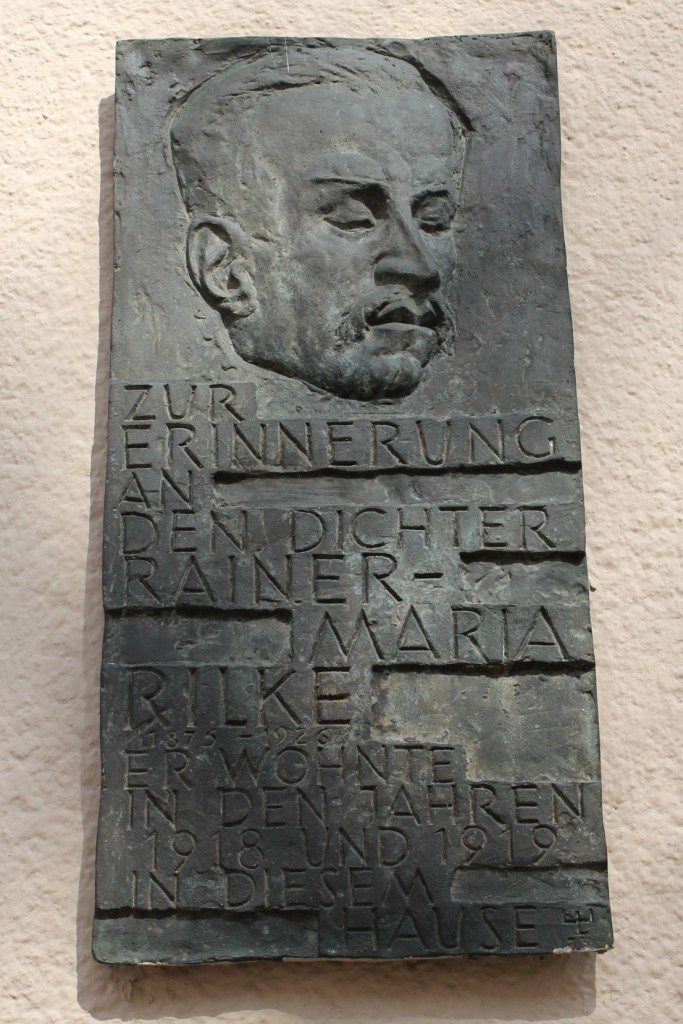 ZUR
ERINNERUNG
AN
DEN DICHTER
RAINER-
MARIA
RILKE
1875 - 1926
ER WOHNTE
IN DEN JAHREN
1918 UND 1919
IN DIESEM
HAUSE